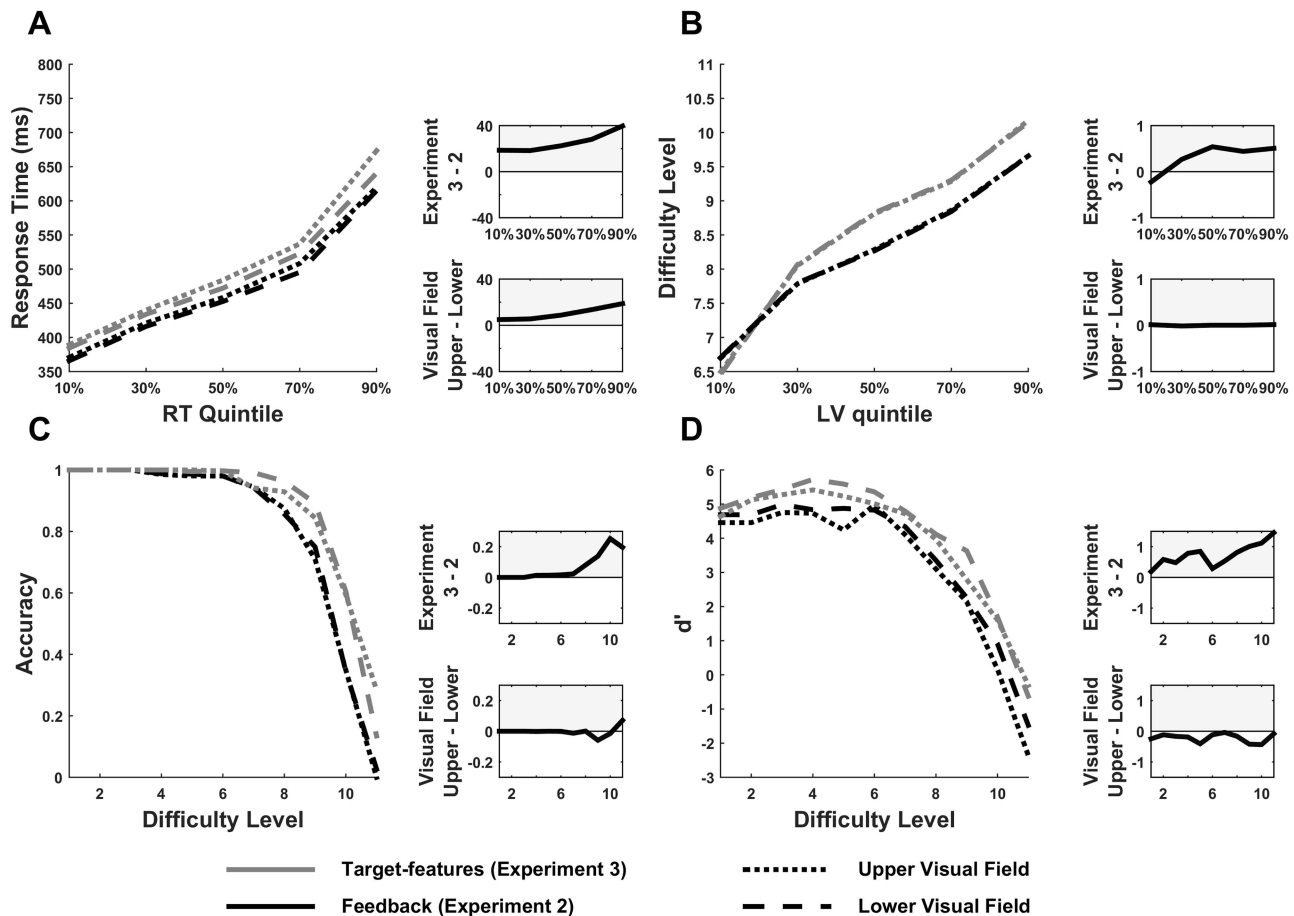 A
800
750
700
650
600
550
500
450
400
350
Response Time (ms)
10% 30% 50% 70% 90%
RT Quintile
Experiment
3 - 2
40
0
-40
10% 30% 50% 70% 90%
Visual Field
Upper - Lower
40
0
-40
10% 30% 50% 70% 90%
B
11
10.5
10
9.5
9
8.5
8
7.5
7
6.5
Difficulty Level
10% 30% 50% 70% 90%
LV quintile
Experiment
3 - 2
1
0
-1
10% 30% 50% 70% 90%
Visual Field
Upper - Lower
1
0
-1
10% 30% 50% 70% 90%
C
1
0.8
0.6
0.4
0.2
0
Accuracy
2 4 6 8 10
Difficulty Level
Experiment
3 - 2
0.2
0
-0.2
2 6 10
Visual Field
Upper - Lower
0.2
0
-0.2
2 6 10
D
6
5
4
3
2
1
0
-1
-2
-3
d'
2 4 6 8 10
Difficulty Level
Experiment
3 - 2
1
0
-1
2 6 10
Visual Field
Upper - Lower
1
0
-1
2 6 10
Target-features (Experiment 3)
Upper Visual Field
Feedback (Experiment 2)
Lower Visual Field